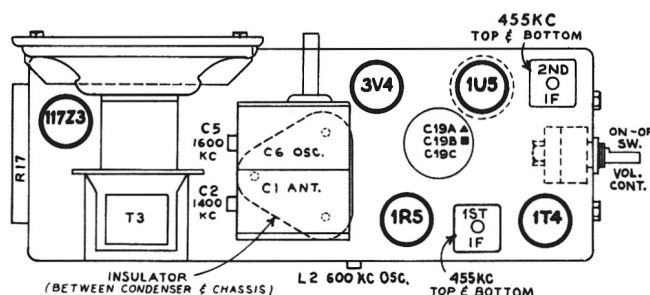 455KC
TOP & BOTTOM
117Z3
3V4
1U5
2ND
IF
R17
C5
1600
KC
C6 OSC.
C19A▲
C19B■
C19C
ON-OF
SW.
VOL.
CONT.
C2
1400
KC
C1 ANT.
T3
1R5
1ST
IF
1T4
INSULATOR
(BETWEEN CONDENSER & CHASSIS)
L2 600 KC OSC.
455KC
TOP & BOTTOM